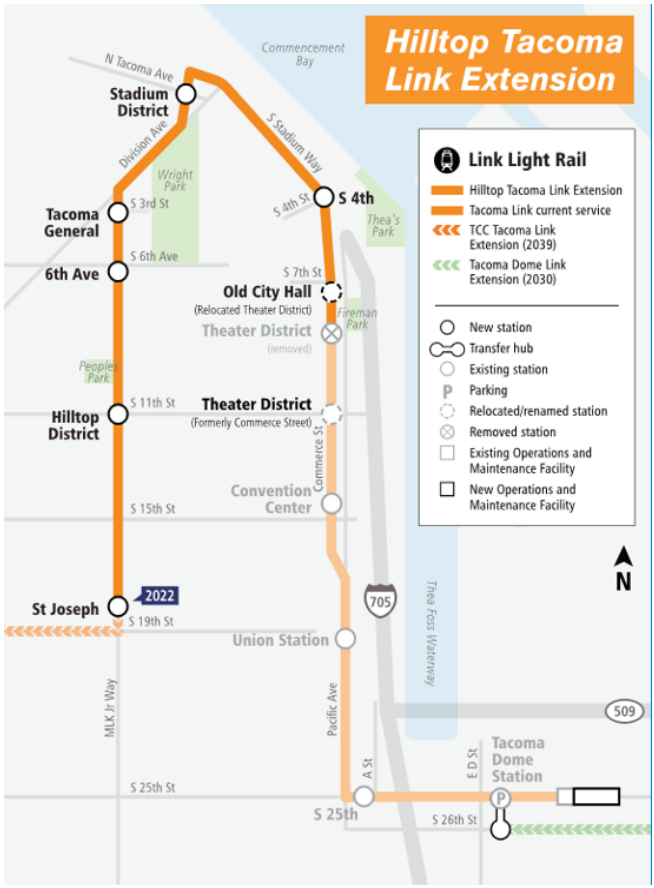 Hilltop Tacoma
Link Extension
Commencement
Bay
N Tacoma Ave
Stadium
District
Division Ave
S Stadium Way
Wright
Park
S 4th St
S 4th
Thea's
Park
S 3rd St
Tacoma
General
S 6th Ave
6th Ave
S 7th St
Old City Hall
(Relocated Theater District)
Fireman
Park
Theater District
(removed)
Peoples
Park
S 11th St
Hilltop
District
Theater District
(Formerly Commerce Street)
Commerce St
Convention
Center
S 15th St
St Joseph
2022
S 19th St
705
Thea Foss Waterway
Union Station
MLK Jr Way
Pacific Ave
509
A St
E D St
Tacoma
Dome
Station
S 25th St
P
S 25th
S 26th St
Link Light Rail
Hilltop Tacoma Link Extension
Tacoma Link current service
TCC Tacoma Link
Extension (2039)
Tacoma Dome Link
Extension (2030)
New station
Transfer hub
Existing station
P Parking
Relocated/renamed station
Removed station
Existing Operations and
Maintenance Facility
New Operations and
Maintenance Facility
N